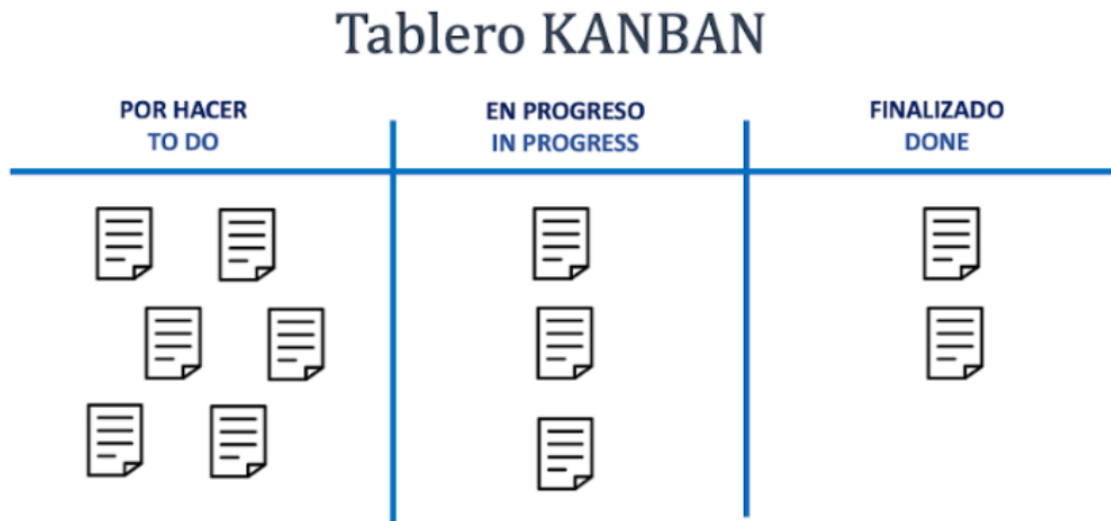 Tablero KANBAN
POR HACER
TO DO
EN PROGRESO
IN PROGRESS
FINALIZADO
DONE